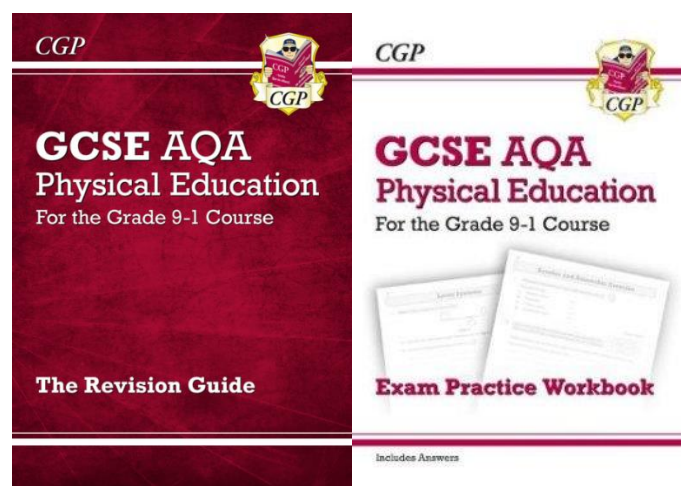 CGP
CGP
CGP
GCSE AQA
Physical Education
For the Grade 9-1 Course
The Revision Guide
CGP
CGP
GCSE AQA
Physical Education
For the Grade 9-1 Course
Exam Practice Workbook
Includes Answers